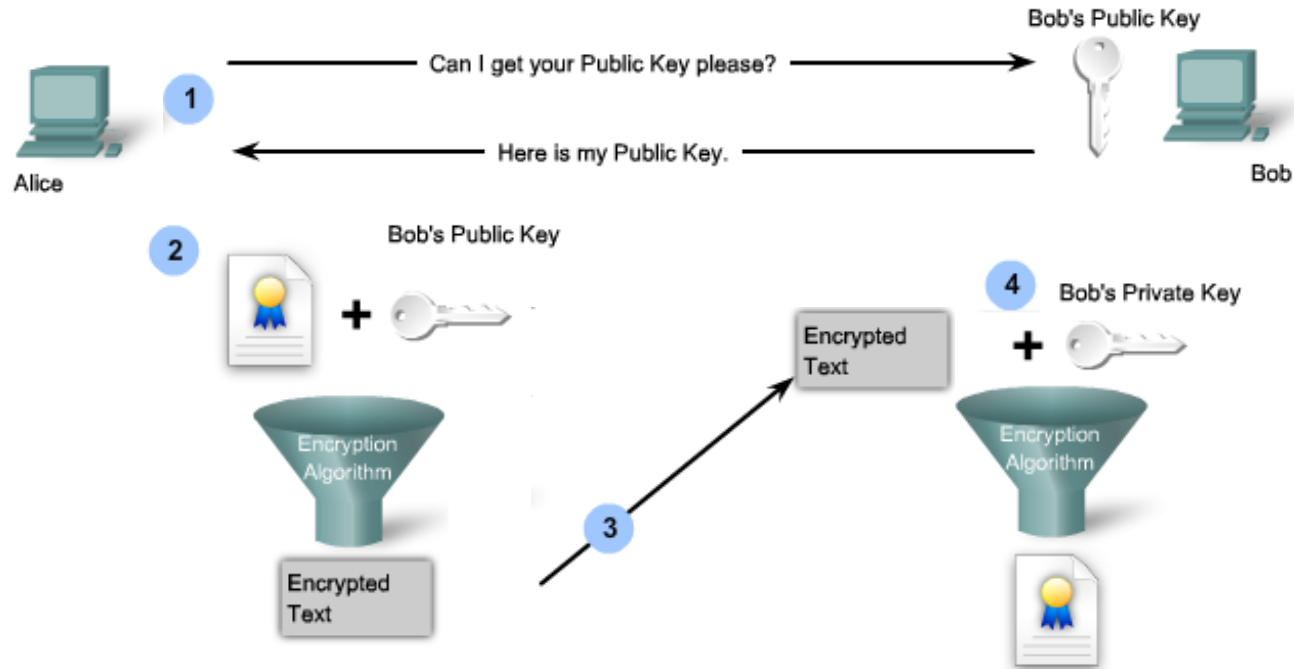 Bob's Public Key
Can I get your Public Key please?
1
Here is my Public Key.
Alice
Bob
2
Bob's Public Key
+
Encryption
Algorithm
Encrypted
Text
3
Encrypted
Text
4
Bob's Private Key
+
Encryption
Algorithm